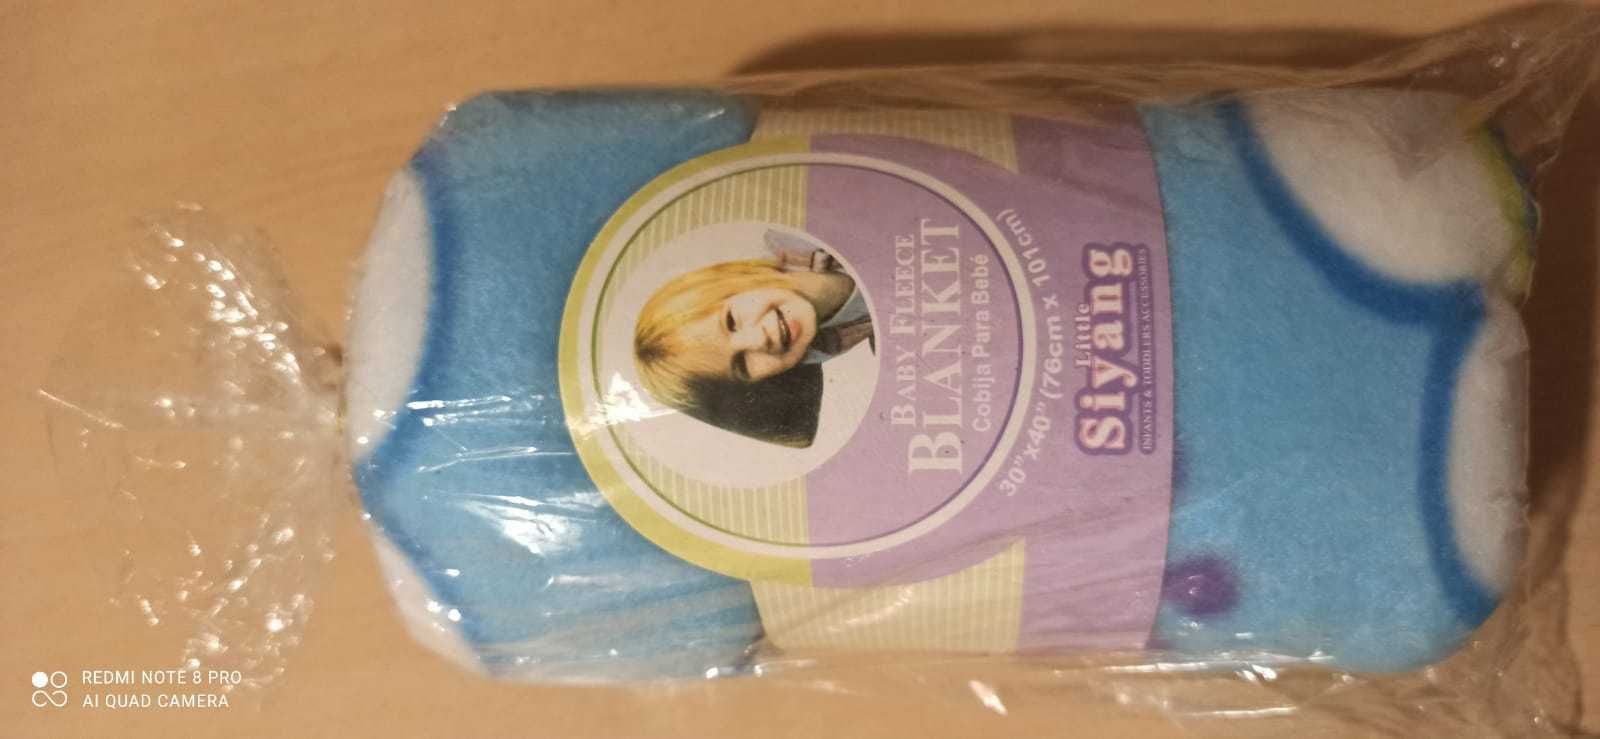 BABY FLEECE
BLANKET
Cobija Para Bebé
30"x40" (76cm x 101cm)
Little
Siyang
INFANTS & TODDLERS ACCESSORIES
REDMI NOTE 8 PRO
AI QUAD CAMERA